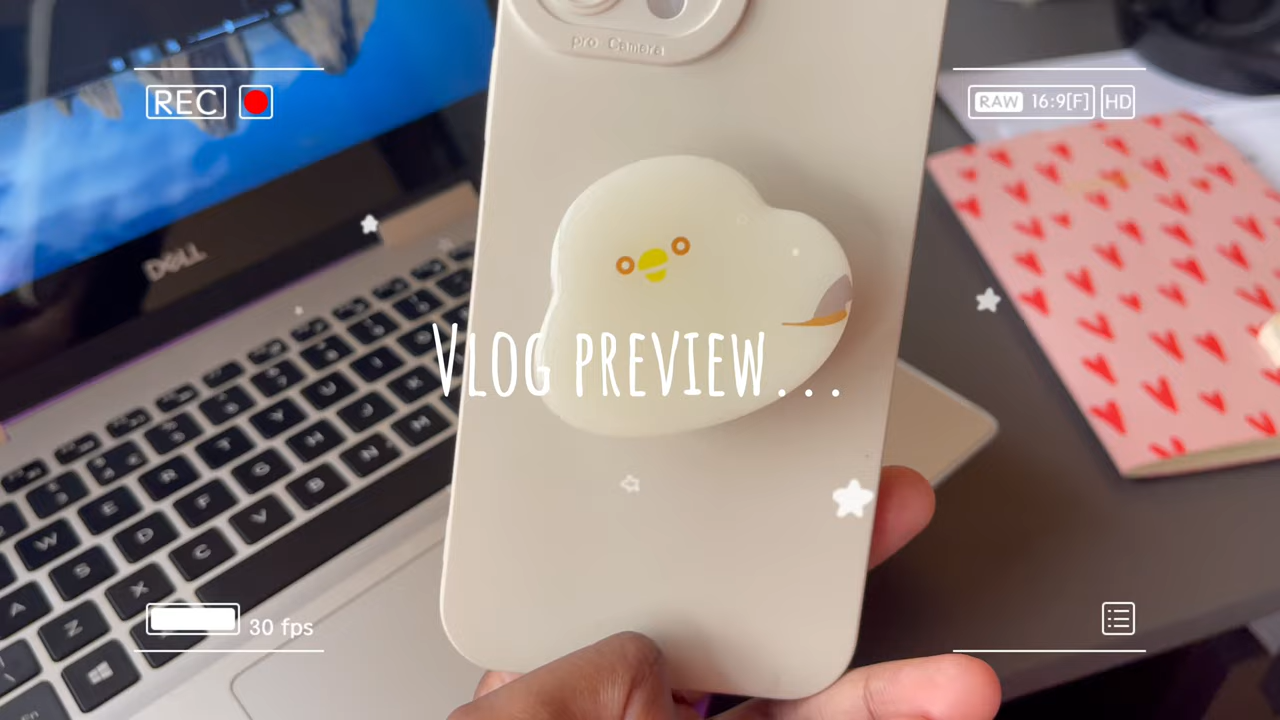 pro Camera
REC
RAW 16:9[F] HD
DELL
Vlog preview...
W
E
R
T
H
J
K
A
S
D
F
G
Z
X
C
V
B
N
M
30 fps